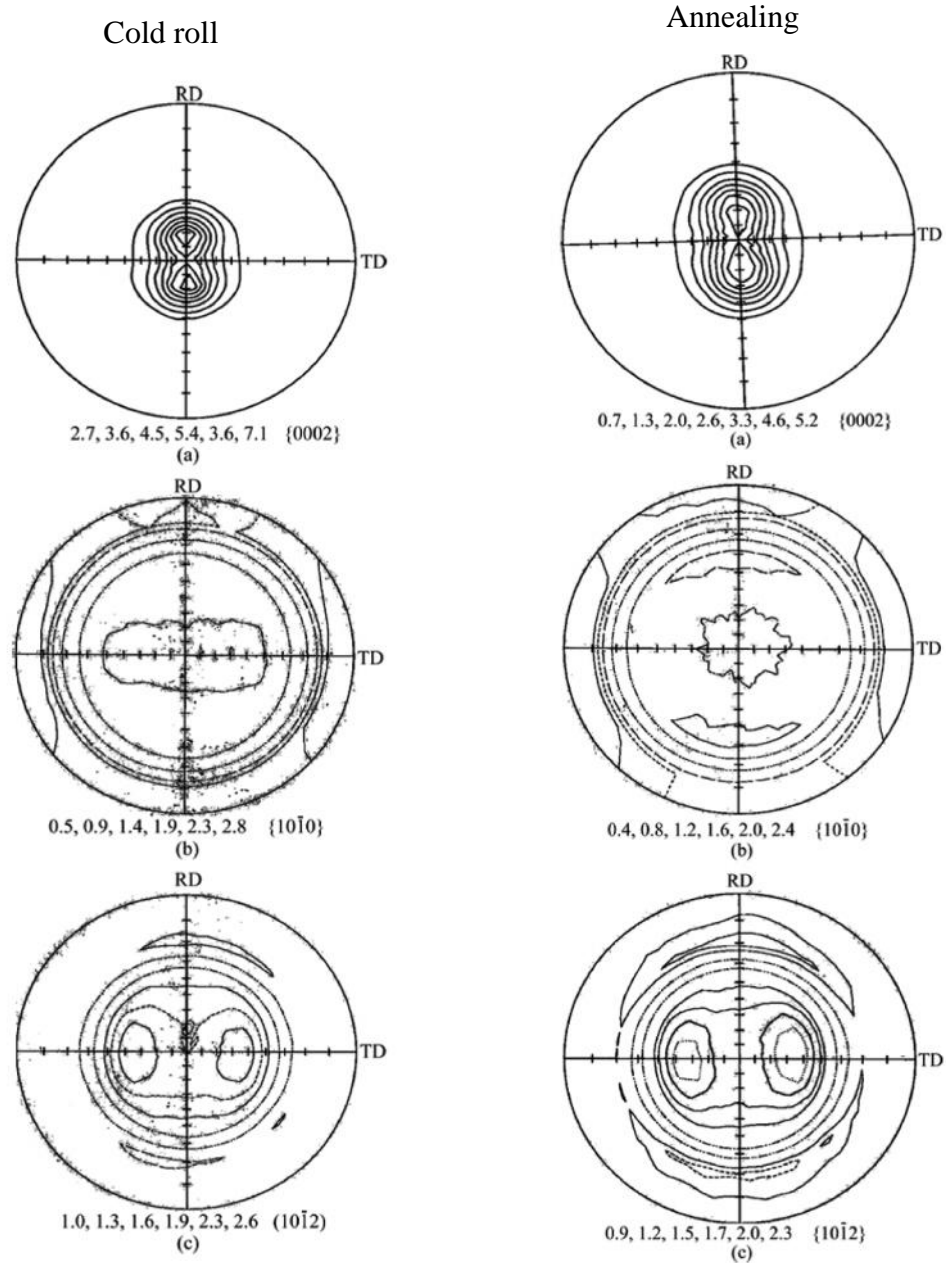 Cold roll
Annealing
RD
TD
2.7, 3.6, 4.5, 5.4, 3.6, 7.1 {0002}
(a)
RD
TD
0.7, 1.3, 2.0, 2.6, 3.3, 4.6, 5.2 {0002}
(a)
RD
TD
0.5, 0.9, 1.4, 1.9, 2.3, 2.8 {101̄0}
(b)
RD
TD
0.4, 0.8, 1.2, 1.6, 2.0, 2.4 {101̄0}
(b)
RD
TD
1.0, 1.3, 1.6, 1.9, 2.3, 2.6 (101̄2)
(c)
RD
TD
0.9, 1.2, 1.5, 1.7, 2.0, 2.3 {101̄2}
(c)